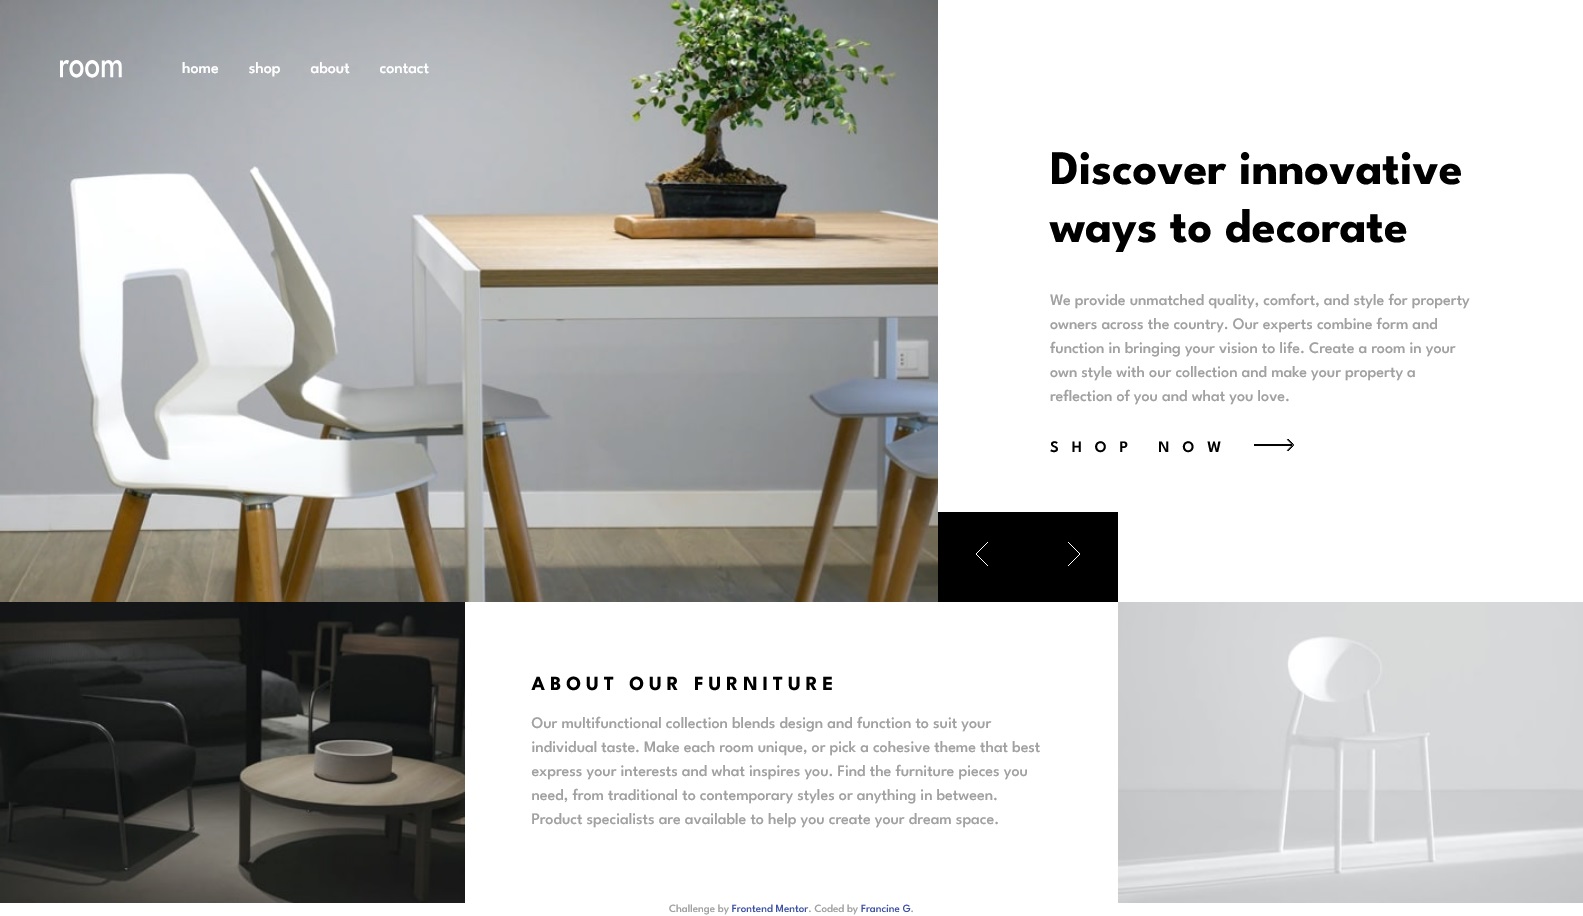 room
home shop about contact
Discover innovative
ways to decorate
We provide unmatched quality, comfort, and style for property
owners across the country. Our experts combine form and
function in bringing your vision to life. Create a room in your
own style with our collection and make your property a
reflection of you and what you love.
SHOP NOW
ABOUT OUR FURNITURE
Our multifunctional collection blends design and function to suit your
individual taste. Make each room unique, or pick a cohesive theme that best
express your interests and what inspires you. Find the furniture pieces you
need, from traditional to contemporary styles or anything in between.
Product specialists are available to help you create your dream space.
Challenge by Frontend Mentor. Coded by Francine G.